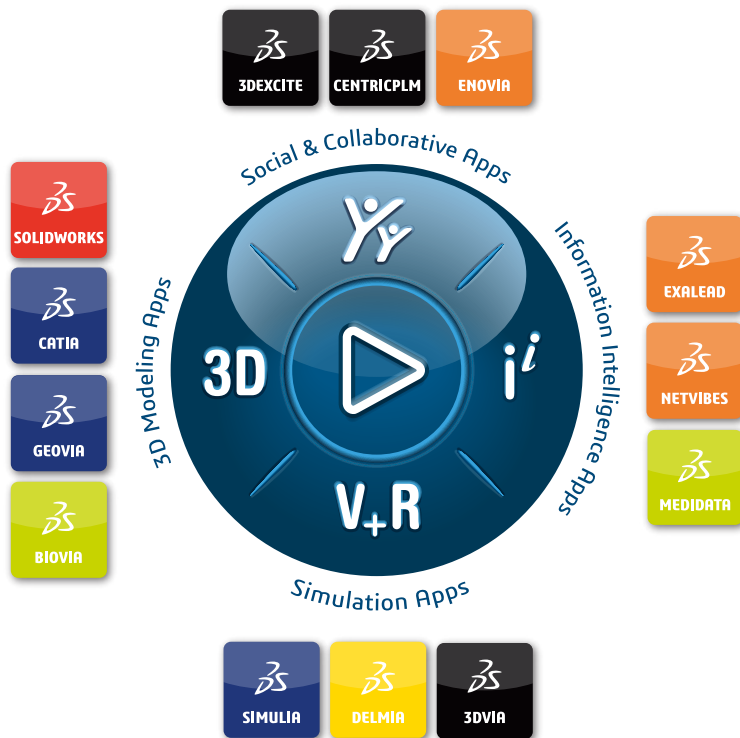 3DEXCITE
CENTRICPLM
ENOVIA
Social & Collaborative Apps
SOLIDWORKS
CATIA
GEOVIA
BIOVIA
3D Modeling Apps
3D
i i
V+R
Information Intelligence Apps
EXALEAD
NETVIBES
MEDIDATA
Simulation Apps
SIMULIA
DELMIA
3DVIA